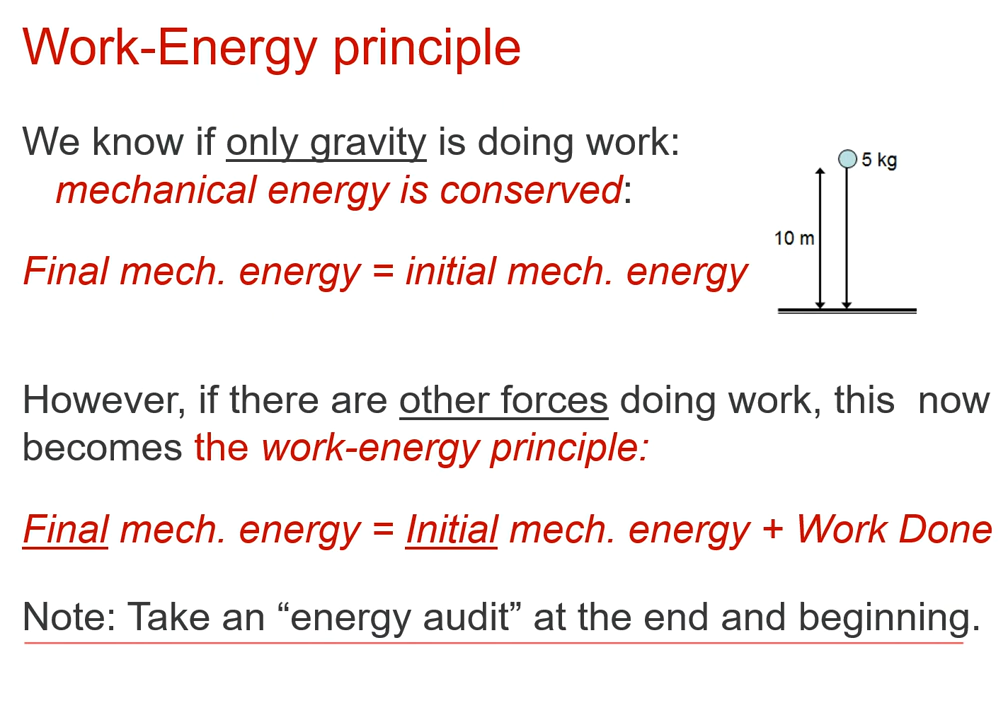 Work-Energy principle
We know if only gravity is doing work:
mechanical energy is conserved:
5 kg
10 m
Final mech. energy = initial mech. energy
However, if there are other forces doing work, this now
becomes the work-energy principle:
Final mech. energy = Initial mech. energy + Work Done
Note: Take an “energy audit” at the end and beginning.